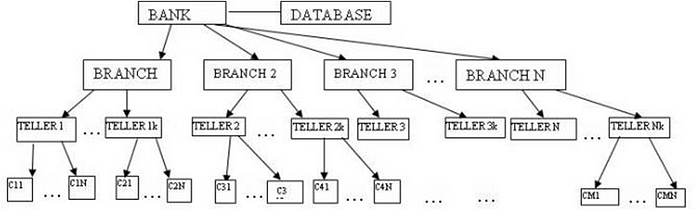 BANK DATABASE
BRANCH BRANCH 2 BRANCH 3 ... BRANCH N
TELLER 1 ... TELLER 1k TELLER 2 ... TELLER 2k TELLER 3 TELLER 3k TELLER N ... TELLER Nk
C11 ... C1N C21 ... C2N C31 ... C3 .. C41 ... C4N ... ... CM1 ... CMN